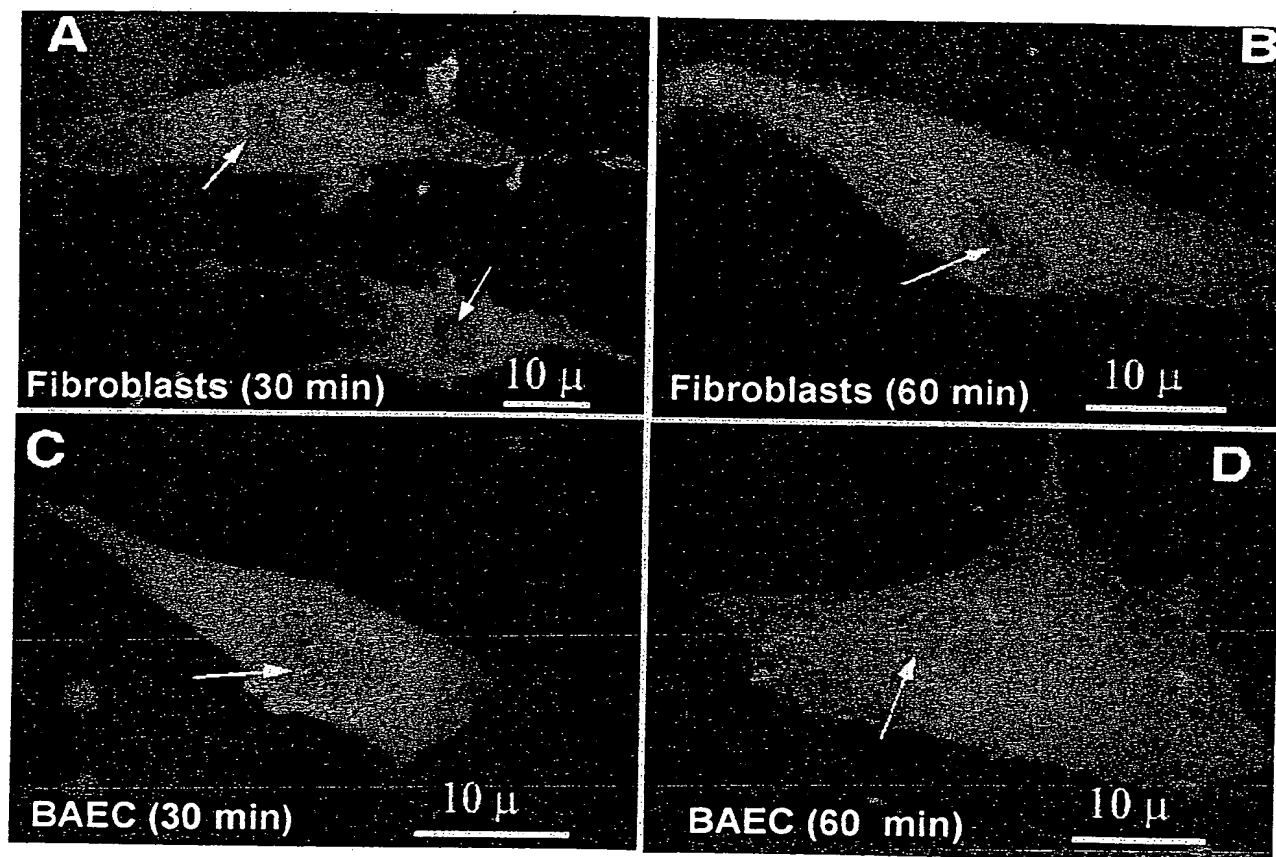 A
Fibroblasts (30 min)
10 μ
B
Fibroblasts (60 min)
10 μ
C
BAEC (30 min)
10 μ
D
BAEC (60 min)
10 μ